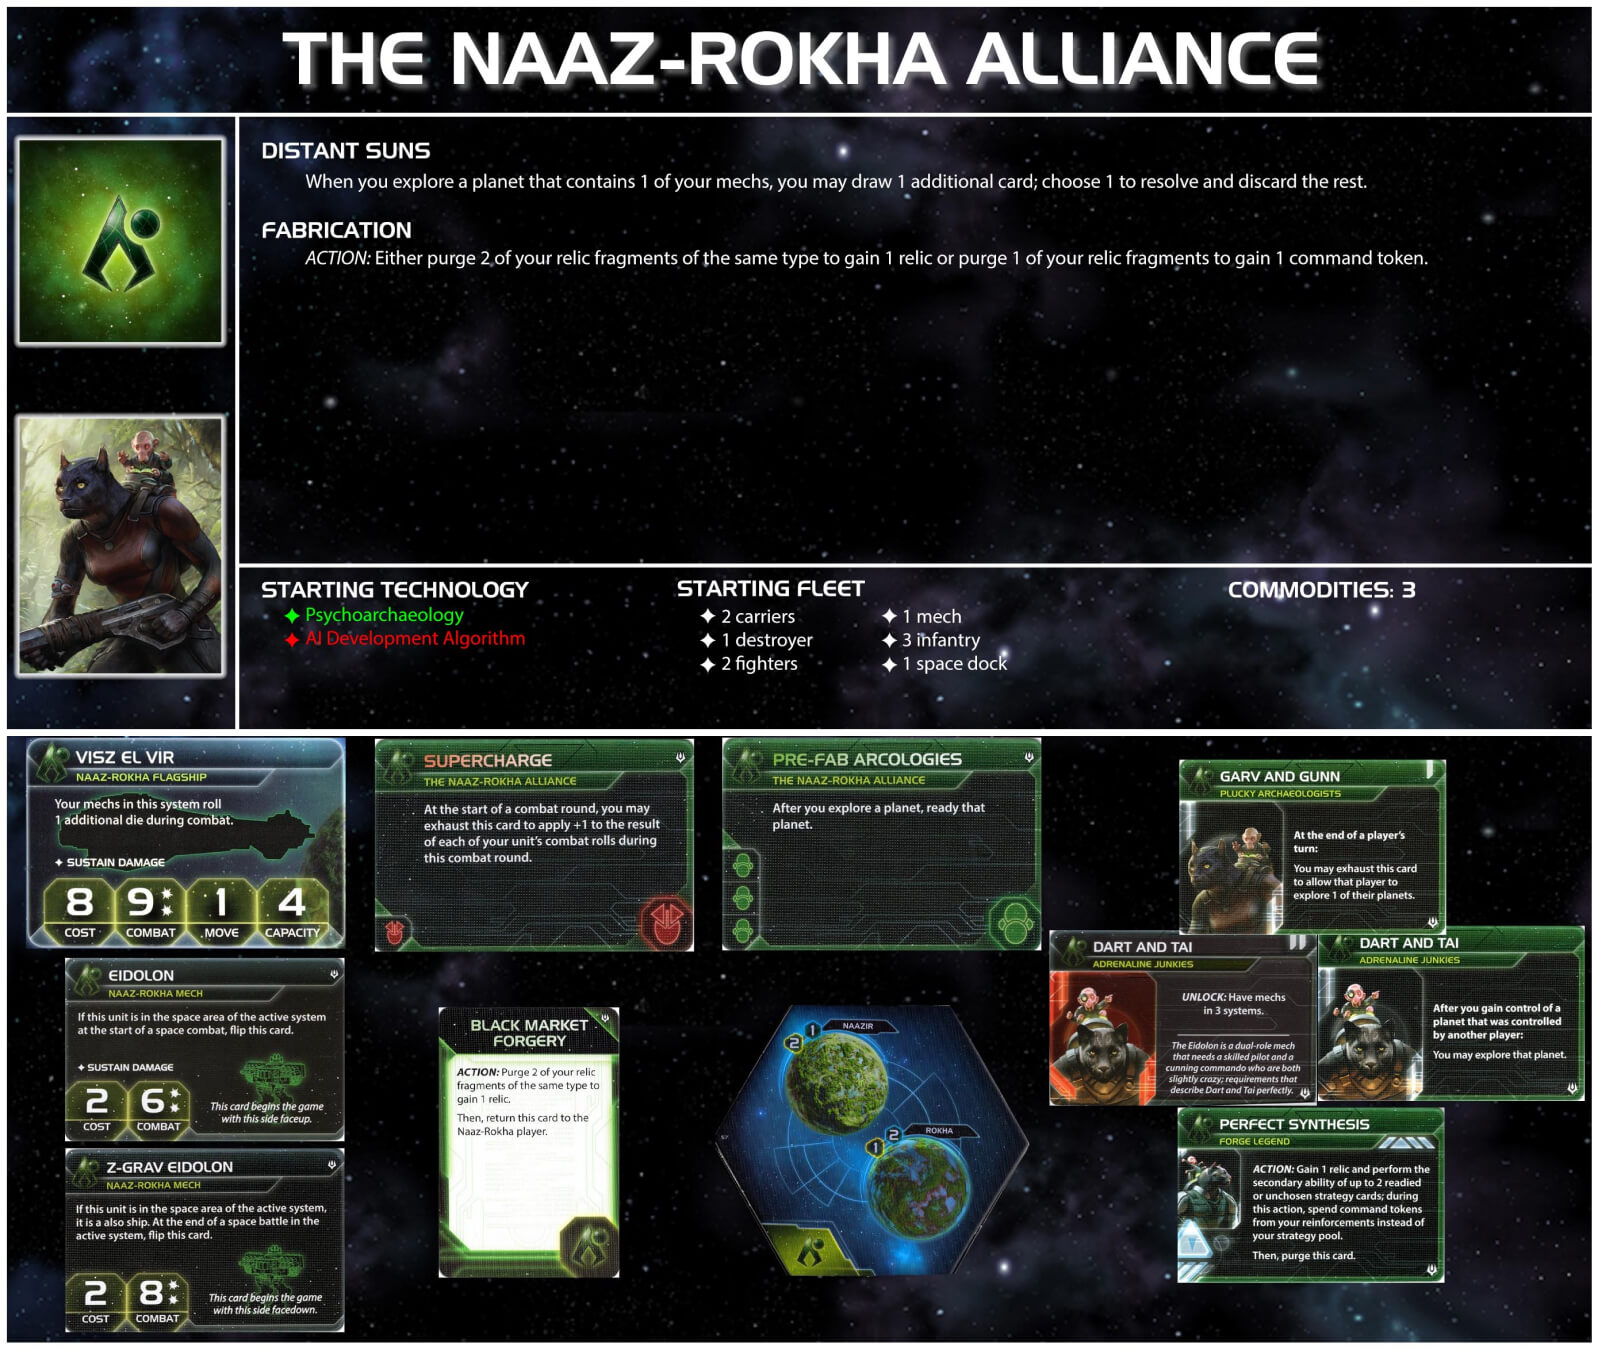 THE NAAZ-ROKHA ALLIANCE
DISTANT SUNS
When you explore a planet that contains 1 of your mechs, you may draw 1 additional card; choose 1 to resolve and discard the rest.
FABRICATION
ACTION: Either purge 2 of your relic fragments of the same type to gain 1 relic or purge 1 of your relic fragments to gain 1 command token.
STARTING TECHNOLOGY
Psychoarchaeology
AI Development Algorithm
STARTING FLEET
2 carriers
1 destroyer
2 fighters
1 mech
3 infantry
1 space dock
COMMODITIES: 3
VISZ EL VIR
NAAZ-ROKHA FLAGSHIP
Your mechs in this system roll
1 additional die during combat.
SUSTAIN DAMAGE
8 9 1 4
COST COMBAT MOVE CAPACITY
EIDOLON
NAAZ-ROKHA MECH
If this unit is in the space area of the active system
at the start of a space combat, flip this card.
SUSTAIN DAMAGE
2 6
COST COMBAT
This card begins the game
with this side faceup.
Z-GRAV EIDOLON
NAAZ-ROKHA MECH
If this unit is in the space area of the active system,
it is a also ship. At the end of a space battle in the
active system, flip this card.
2 8
COST COMBAT
This card begins the game
with this side facedown.
SUPERCHARGE
THE NAAZ-ROKHA ALLIANCE
At the start of a combat round, you may
exhaust this card to apply +1 to the result
of each of your unit's combat rolls during
this combat round.
PRE-FAB ARCOLOGIES
THE NAAZ-ROKHA ALLIANCE
After you explore a planet, ready that
planet.
BLACK MARKET
FORGERY
ACTION: Purge 2 of your relic
fragments of the same type to
gain 1 relic.
Then, return this card to the
Naaz-Rokha player.
NAAZIR
2 1
ROKHA
1 2
GARV AND GUNN
PLUCKY ARCHAEOLOGISTS
At the end of a player's
turn:
You may exhaust this card
to allow that player to
explore 1 of their planets.
DART AND TAI
ADRENALINE JUNKIES
UNLOCK: Have mechs
in 3 systems.
The Eidolon is a dual-role mech
that needs a skilled pilot and a
cunning commando who are both
slightly crazy; requirements that
describe Dart and Tai perfectly.
DART AND TAI
ADRENALINE JUNKIES
After you gain control of a
planet that was controlled
by another player:
You may explore that planet.
PERFECT SYNTHESIS
FORGE LEGEND
ACTION: Gain 1 relic and perform the
secondary ability of up to 2 readied
or unchosen strategy cards; during
this action, spend command tokens
from your reinforcements instead of
your strategy pool.
Then, purge this card.